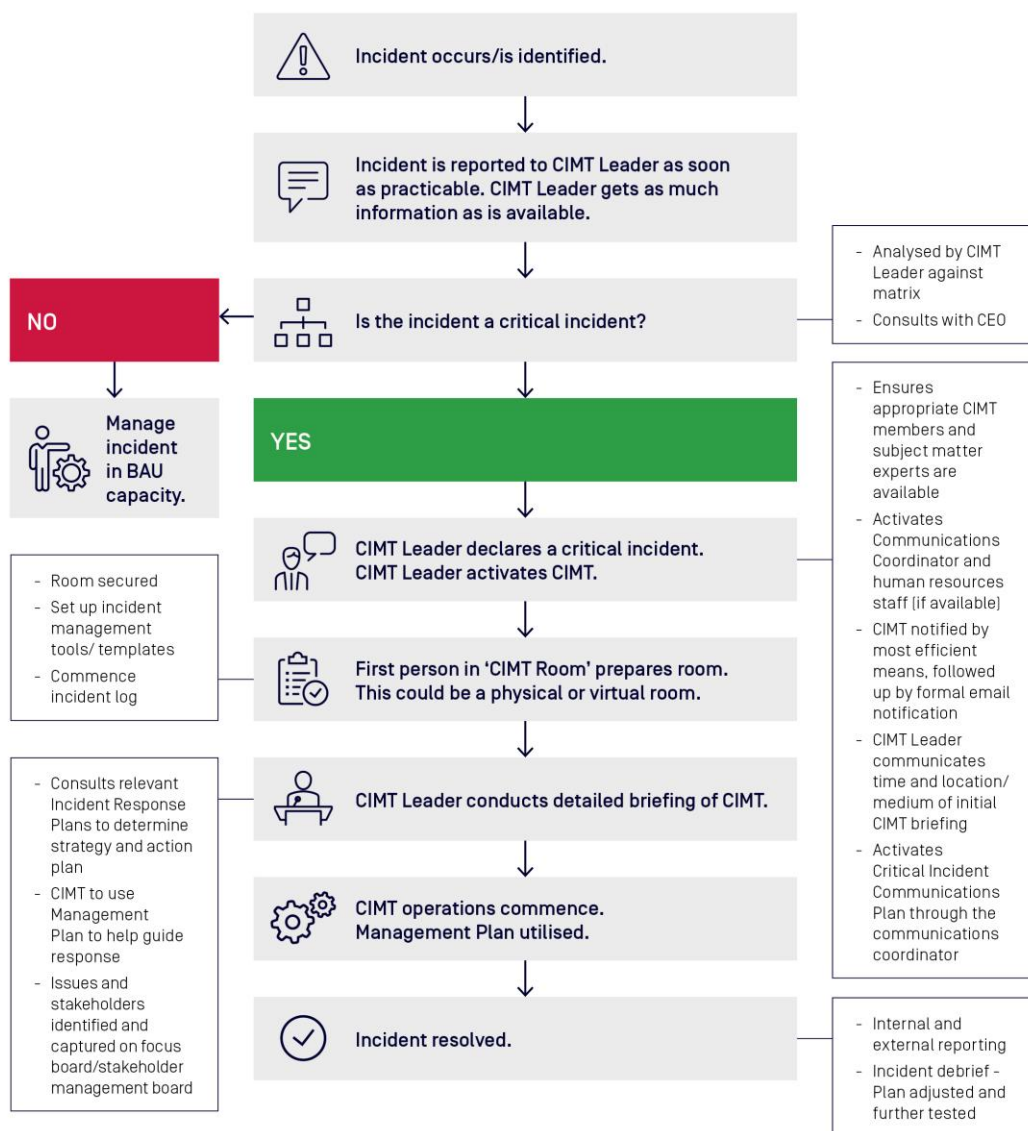 Incident occurs/is identified.
Incident is reported to CIMT Leader as soon
as practicable. CIMT Leader gets as much
information as is available.
- Analysed by CIMT
Leader against
matrix
- Consults with CEO
NO
Is the incident a critical incident?
Manage
incident
in BAU
capacity.
YES
- Ensures
appropriate CIMT
members and
subject matter
experts are
available
- Activates
Communications
Coordinator and
human resources
staff (if available)
- CIMT notified by
most efficient
means, followed
up by formal email
notification
- CIMT Leader
communicates
time and location/
medium of initial
CIMT briefing
- Activates
Critical Incident
Communications
Plan through the
communications
coordinator
CIMT Leader declares a critical incident.
CIMT Leader activates CIMT.
- Room secured
- Set up incident
management
tools/ templates
- Commence
incident log
First person in ‘CIMT Room’ prepares room.
This could be a physical or virtual room.
- Consults relevant
Incident Response
Plans to determine
strategy and action
plan
- CIMT to use
Management
Plan to help guide
response
- Issues and
stakeholders
identified and
captured on focus
board/stakeholder
management board
CIMT Leader conducts detailed briefing of CIMT.
CIMT operations commence.
Management Plan utilised.
Incident resolved.
- Internal and
external reporting
- Incident debrief -
Plan adjusted and
further tested